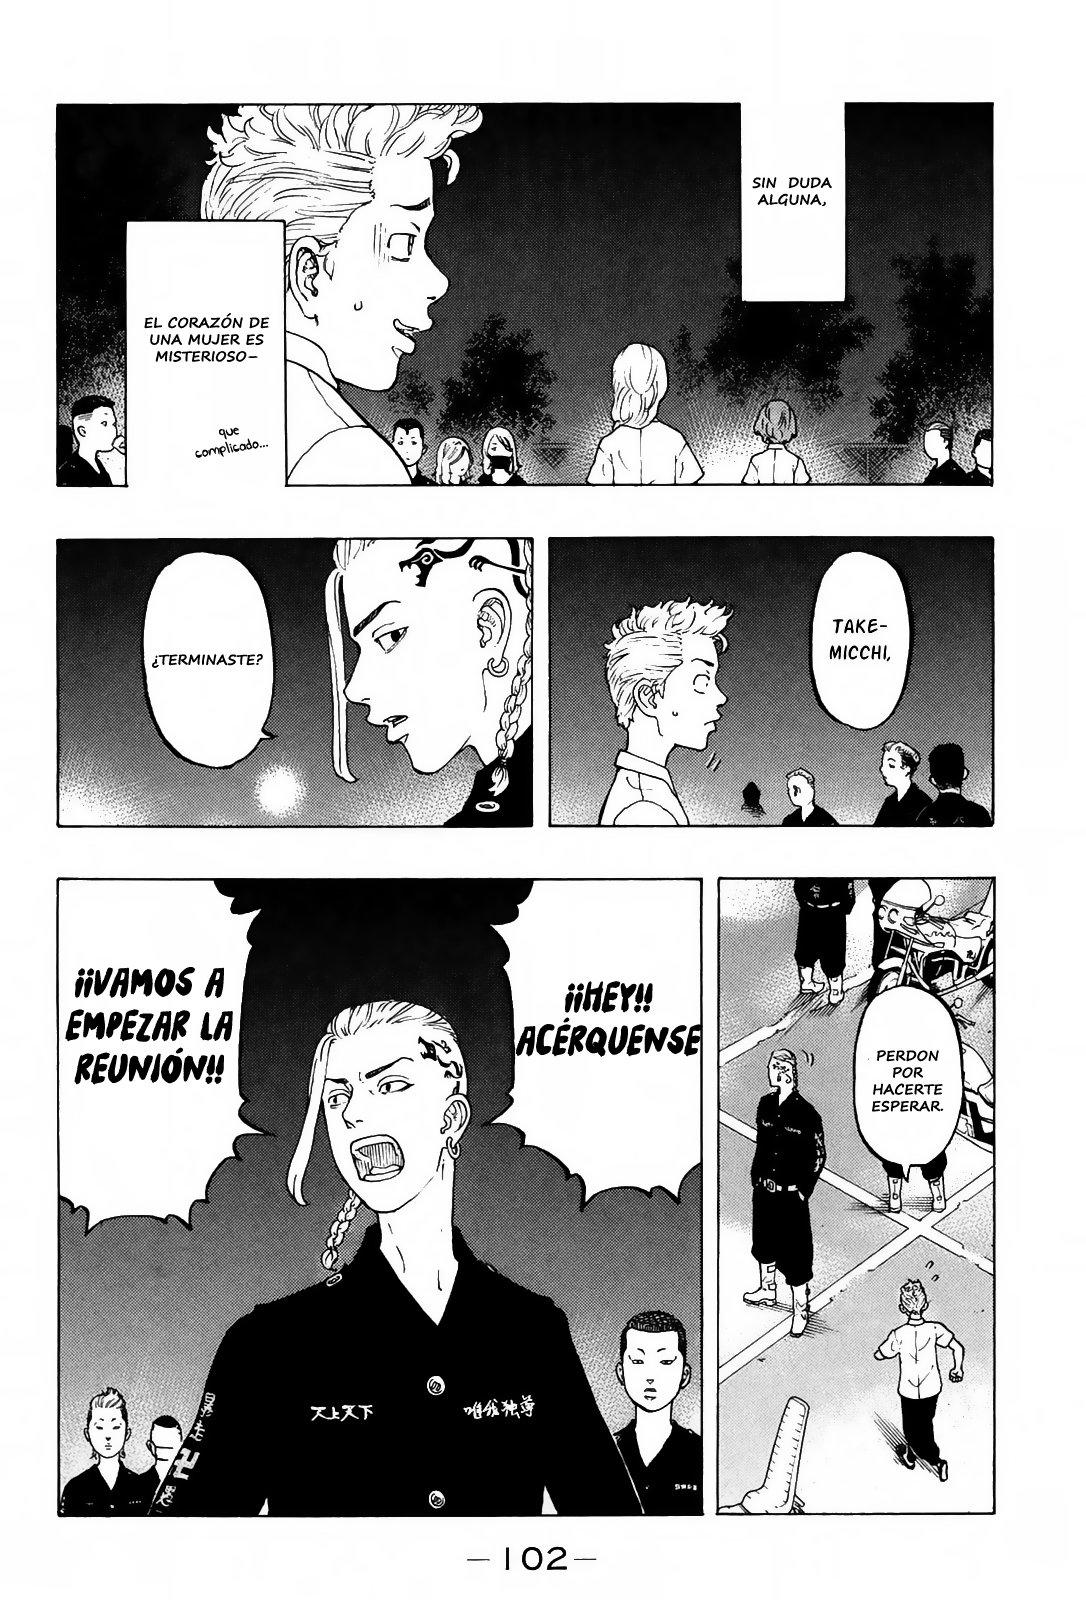 SIN DUDA
ALGUNA,
EL CORAZÓN DE
UNA MUJER ES
MISTERIOSO—
que
complicado...
TAKE-
MICCHI,
¿TERMINASTE?
PERDON
POR
HACERTE
ESPERAR.
¡¡HEY!!
ACÉRQUENSE
¡¡VAMOS A
EMPEZAR LA
REUNIÓN!!
天上天下
唯我独尊
—102—